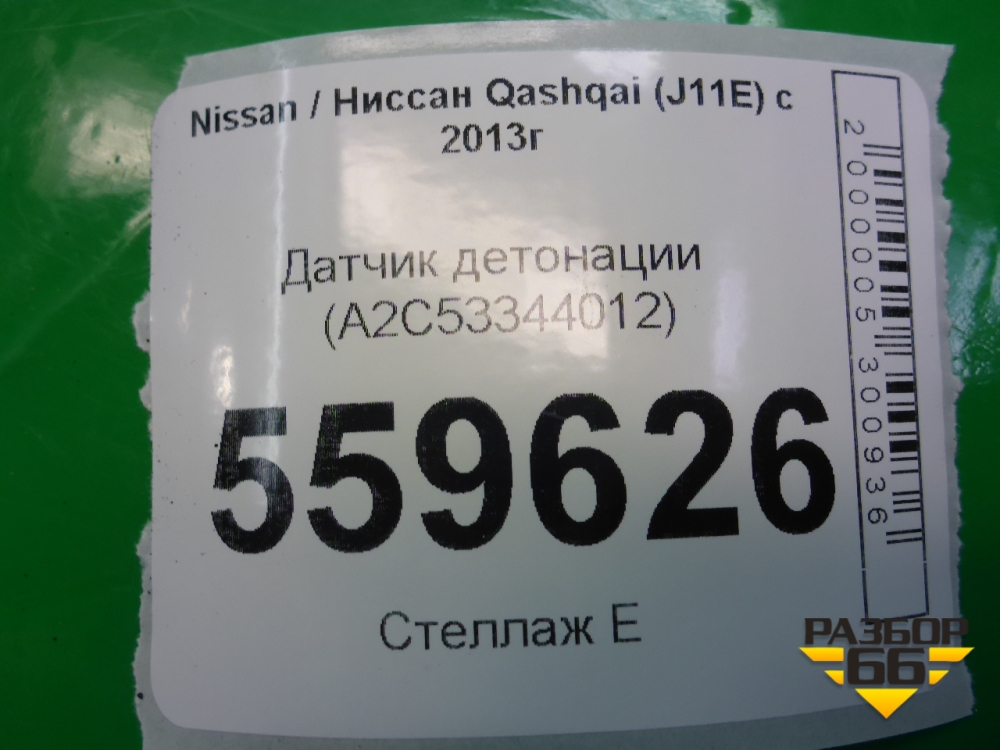 Nissan / Ниссан Qashqai (J11E) с
2013г
Датчик детонации
(A2C53344012)
559626
Стеллаж Е
2000005300936
РАЗБОР
66